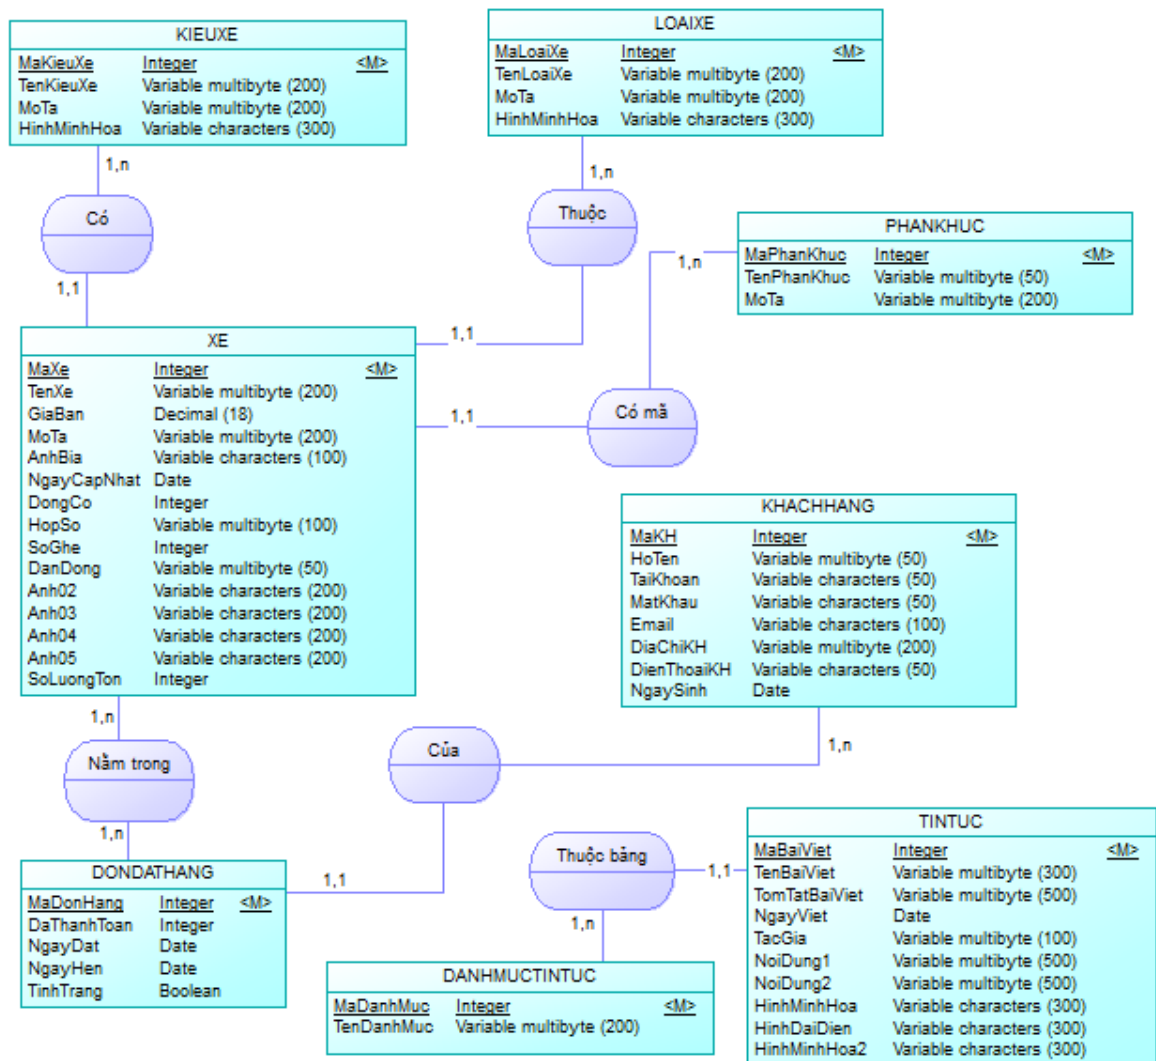 KIEUXE
MaKieuXe Integer <M>
TenKieuXe Variable multibyte (200)
MoTa Variable multibyte (200)
HinhMinhHoa Variable characters (300)
LOAIXE
MaLoaiXe Integer <M>
TenLoaiXe Variable multibyte (200)
MoTa Variable multibyte (200)
HinhMinhHoa Variable characters (300)
1,n
Có
1,1
1,n
Thuộc
1,1
PHANKHUC
MaPhanKhuc Integer <M>
TenPhanKhuc Variable multibyte (50)
MoTa Variable multibyte (200)
1,n
Có mã
1,1
XE
MaXe Integer <M>
TenXe Variable multibyte (200)
GiaBan Decimal (18)
MoTa Variable multibyte (200)
AnhBia Variable characters (100)
NgayCapNhat Date
DongCo Integer
HopSo Variable multibyte (100)
SoGhe Integer
DanDong Variable multibyte (50)
Anh02 Variable characters (200)
Anh03 Variable characters (200)
Anh04 Variable characters (200)
Anh05 Variable characters (200)
SoLuongTon Integer
KHACHHANG
MaKH Integer <M>
HoTen Variable multibyte (50)
TaiKhoan Variable characters (50)
MatKhau Variable characters (50)
Email Variable characters (100)
DiaChiKH Variable multibyte (200)
DienThoaiKH Variable characters (50)
NgaySinh Date
1,n
Nằm trong
1,n
Của
1,n
1,1
DONDATHANG
MaDonHang Integer <M>
DaThanhToan Integer
NgayDat Date
NgayHen Date
TinhTrang Boolean
Thuộc bảng
1,1
1,n
DANHMUCTINTUC
MaDanhMuc Integer <M>
TenDanhMuc Variable multibyte (200)
TINTUC
MaBaiViet Integer <M>
TenBaiViet Variable multibyte (300)
TomTatBaiViet Variable multibyte (500)
NgayViet Date
TacGia Variable multibyte (100)
NoiDung1 Variable multibyte (500)
NoiDung2 Variable multibyte (500)
HinhMinhHoa Variable characters (300)
HinhDaiDien Variable characters (300)
HinhMinhHoa2 Variable characters (300)